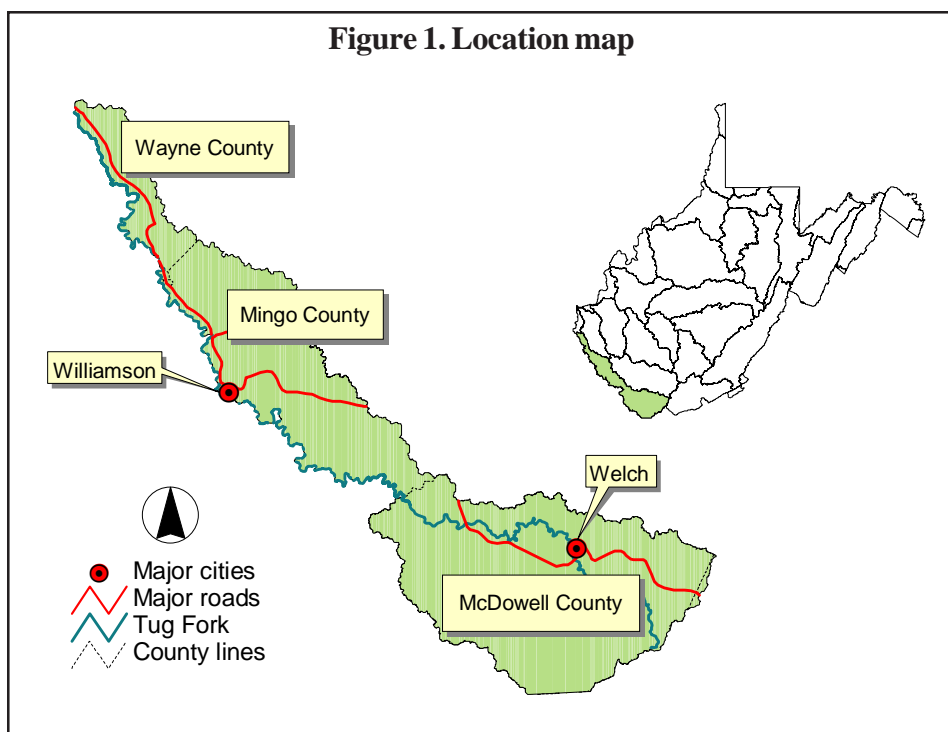 Figure 1. Location map
Wayne County
Mingo County
Williamson
Welch
McDowell County
Major cities
Major roads
Tug Fork
County lines